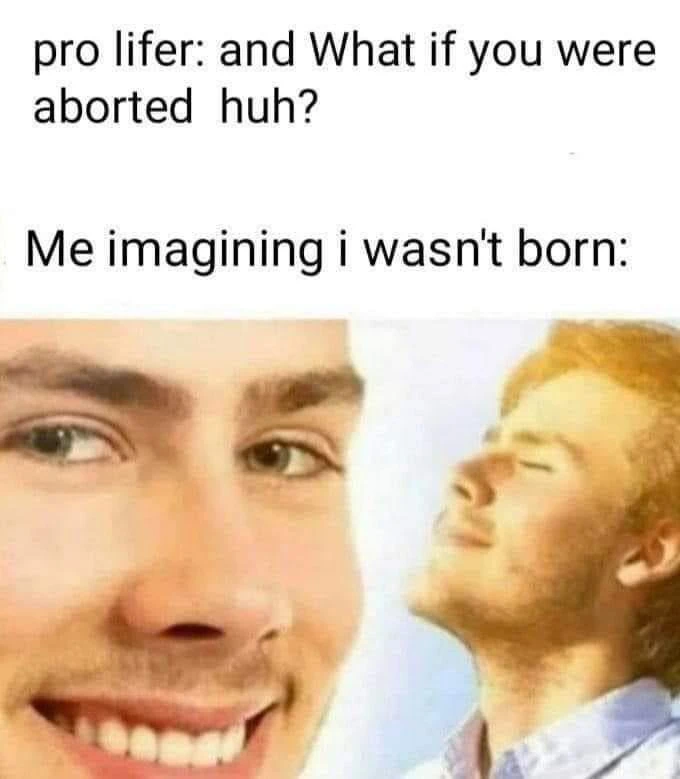 pro lifer: and What if you were
aborted huh?
Me imagining i wasn't born: